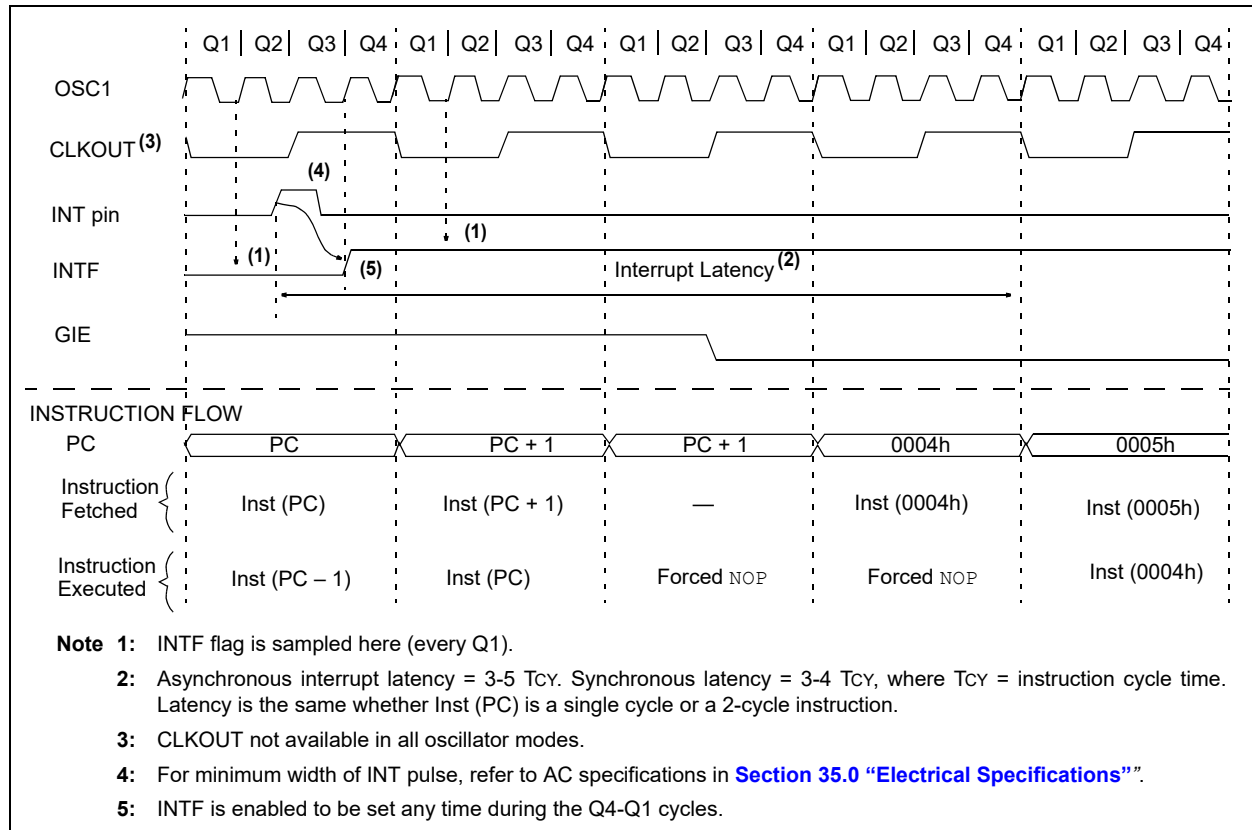 Q1 Q2 Q3 Q4 Q1 Q2 Q3 Q4 Q1 Q2 Q3 Q4 Q1 Q2 Q3 Q4 Q1 Q2 Q3 Q4
OSC1
CLKOUT (3)
(4)
INT pin
(1)
(1)
INTF
(5)
Interrupt Latency (2)
GIE
INSTRUCTION FLOW
PC PC PC + 1 PC + 1 0004h 0005h
Instruction
Fetched
Inst (PC) Inst (PC + 1) — Inst (0004h) Inst (0005h)
Instruction
Executed
Inst (PC – 1) Inst (PC) Forced NOP Forced NOP Inst (0004h)
Note 1: INTF flag is sampled here (every Q1).
2: Asynchronous interrupt latency = 3-5 TCY. Synchronous latency = 3-4 TCY, where TCY = instruction cycle time.
Latency is the same whether Inst (PC) is a single cycle or a 2-cycle instruction.
3: CLKOUT not available in all oscillator modes.
4: For minimum width of INT pulse, refer to AC specifications in Section 35.0 “Electrical Specifications””.
5: INTF is enabled to be set any time during the Q4-Q1 cycles.